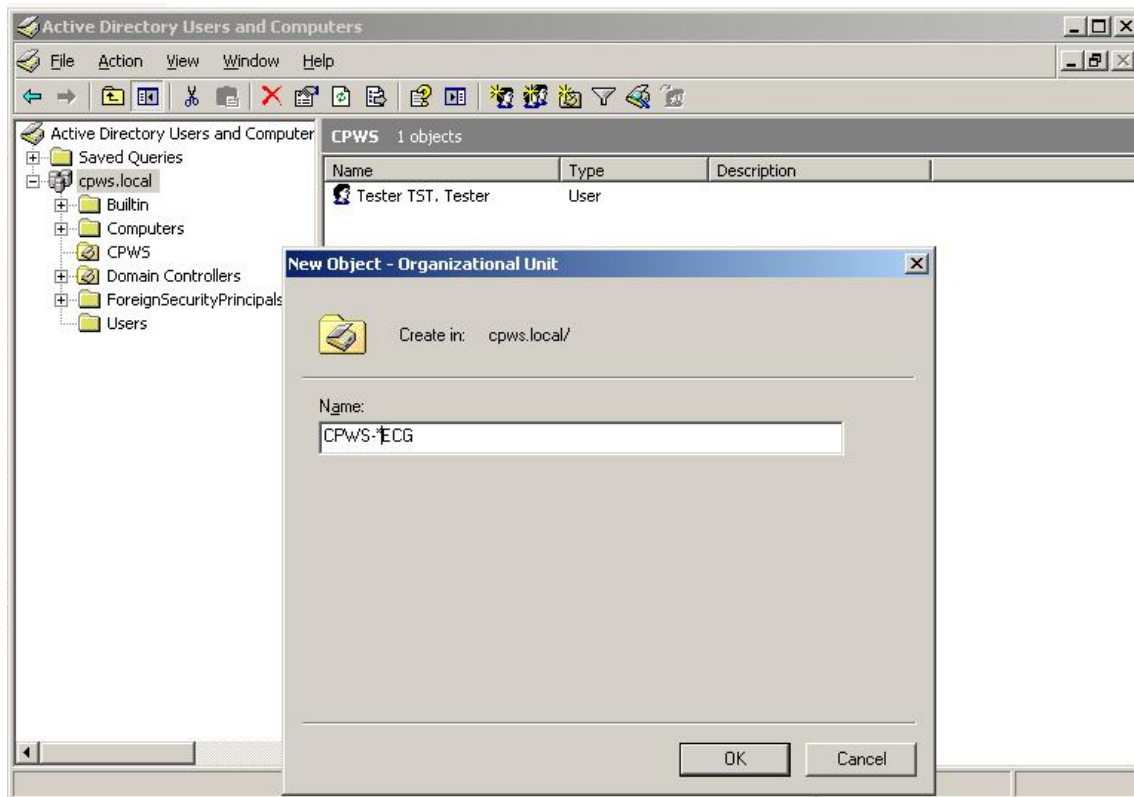 Active Directory Users and Computers
File Action View Window Help
Active Directory Users and Computer
Saved Queries
cpws.local
Builtin
Computers
CPWS
Domain Controllers
ForeignSecurityPrincipals
Users
CPWS 1 objects
Name Type Description
Tester TST. Tester User
New Object - Organizational Unit
Create in: cpws.local/
Name:
CPWS-*ECG
OK Cancel